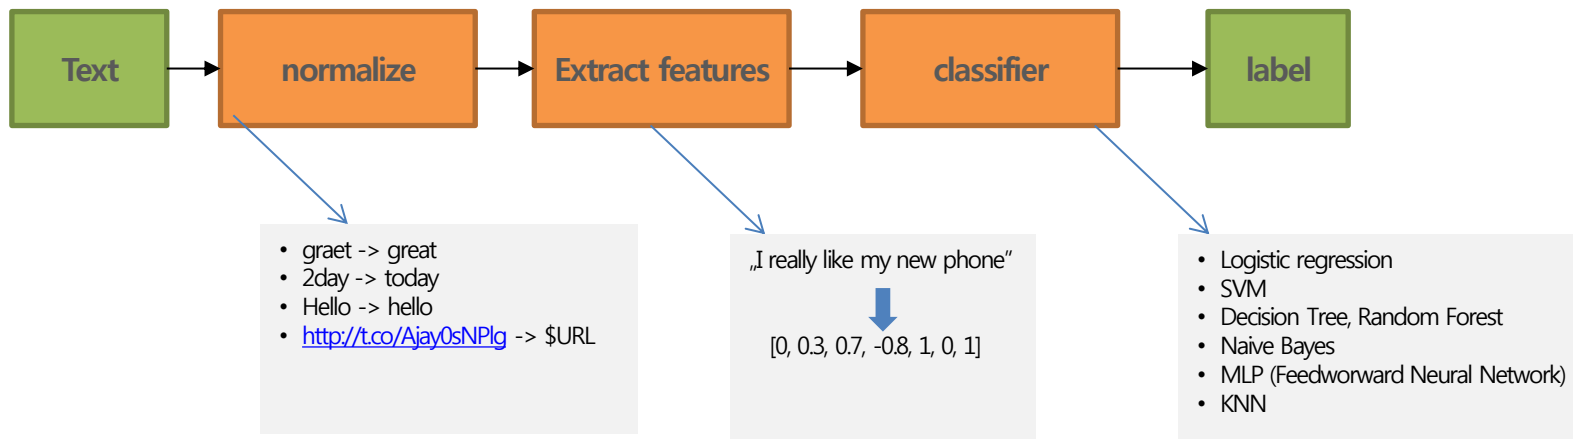 Text
normalize
Extract features
classifier
label
• graet -> great
• 2day -> today
• Hello -> hello
• http://t.co/Ajay0sNPlg -> $URL
„I really like my new phone”
[0, 0.3, 0.7, -0.8, 1, 0, 1]
• Logistic regression
• SVM
• Decision Tree, Random Forest
• Naive Bayes
• MLP (Feedworward Neural Network)
• KNN